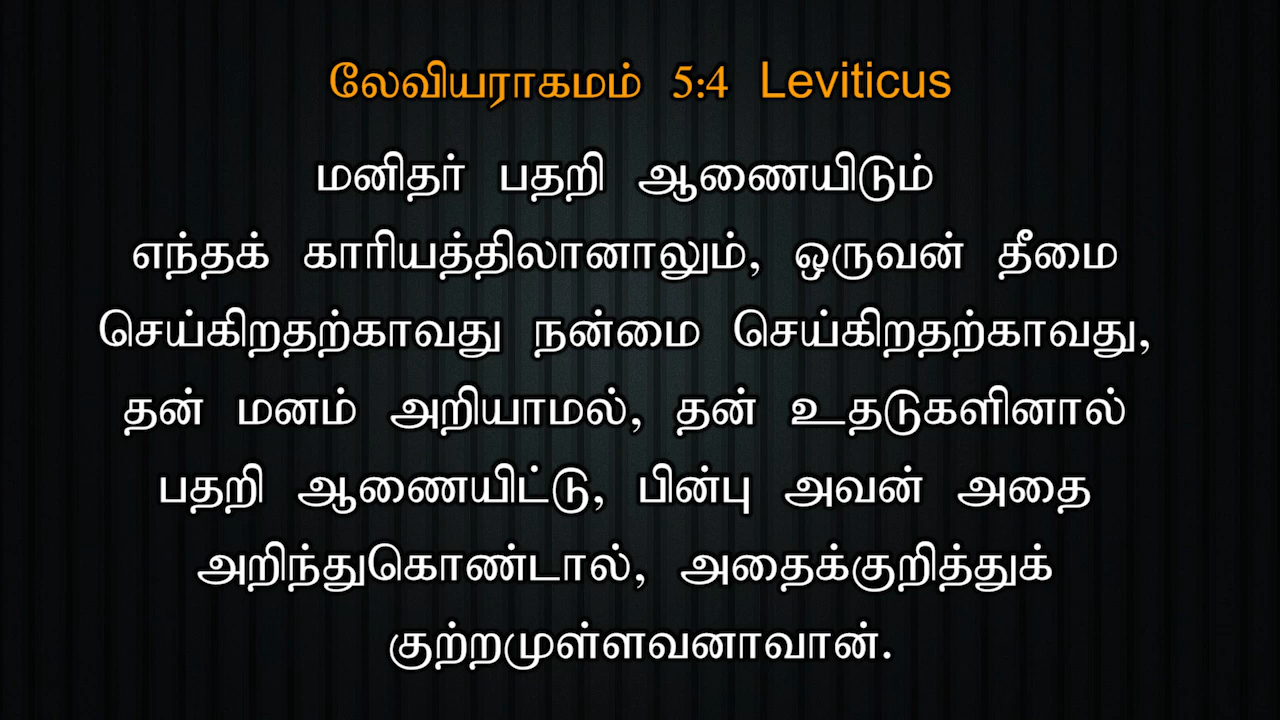 லேவியராகமம் 5:4 Leviticus
மனிதர் பதறி ஆணையிடும்
எந்தக் காரியத்திலானாலும், ஒருவன் தீமை
செய்கிறதற்காவது நன்மை செய்கிறதற்காவது,
தன் மனம் அறியாமல், தன் உதடுகளினால்
பதறி ஆணையிட்டு, பின்பு அவன் அதை
அறிந்துகொண்டால், அதைக்குறித்துக்
குற்றமுள்ளவனாவான்.